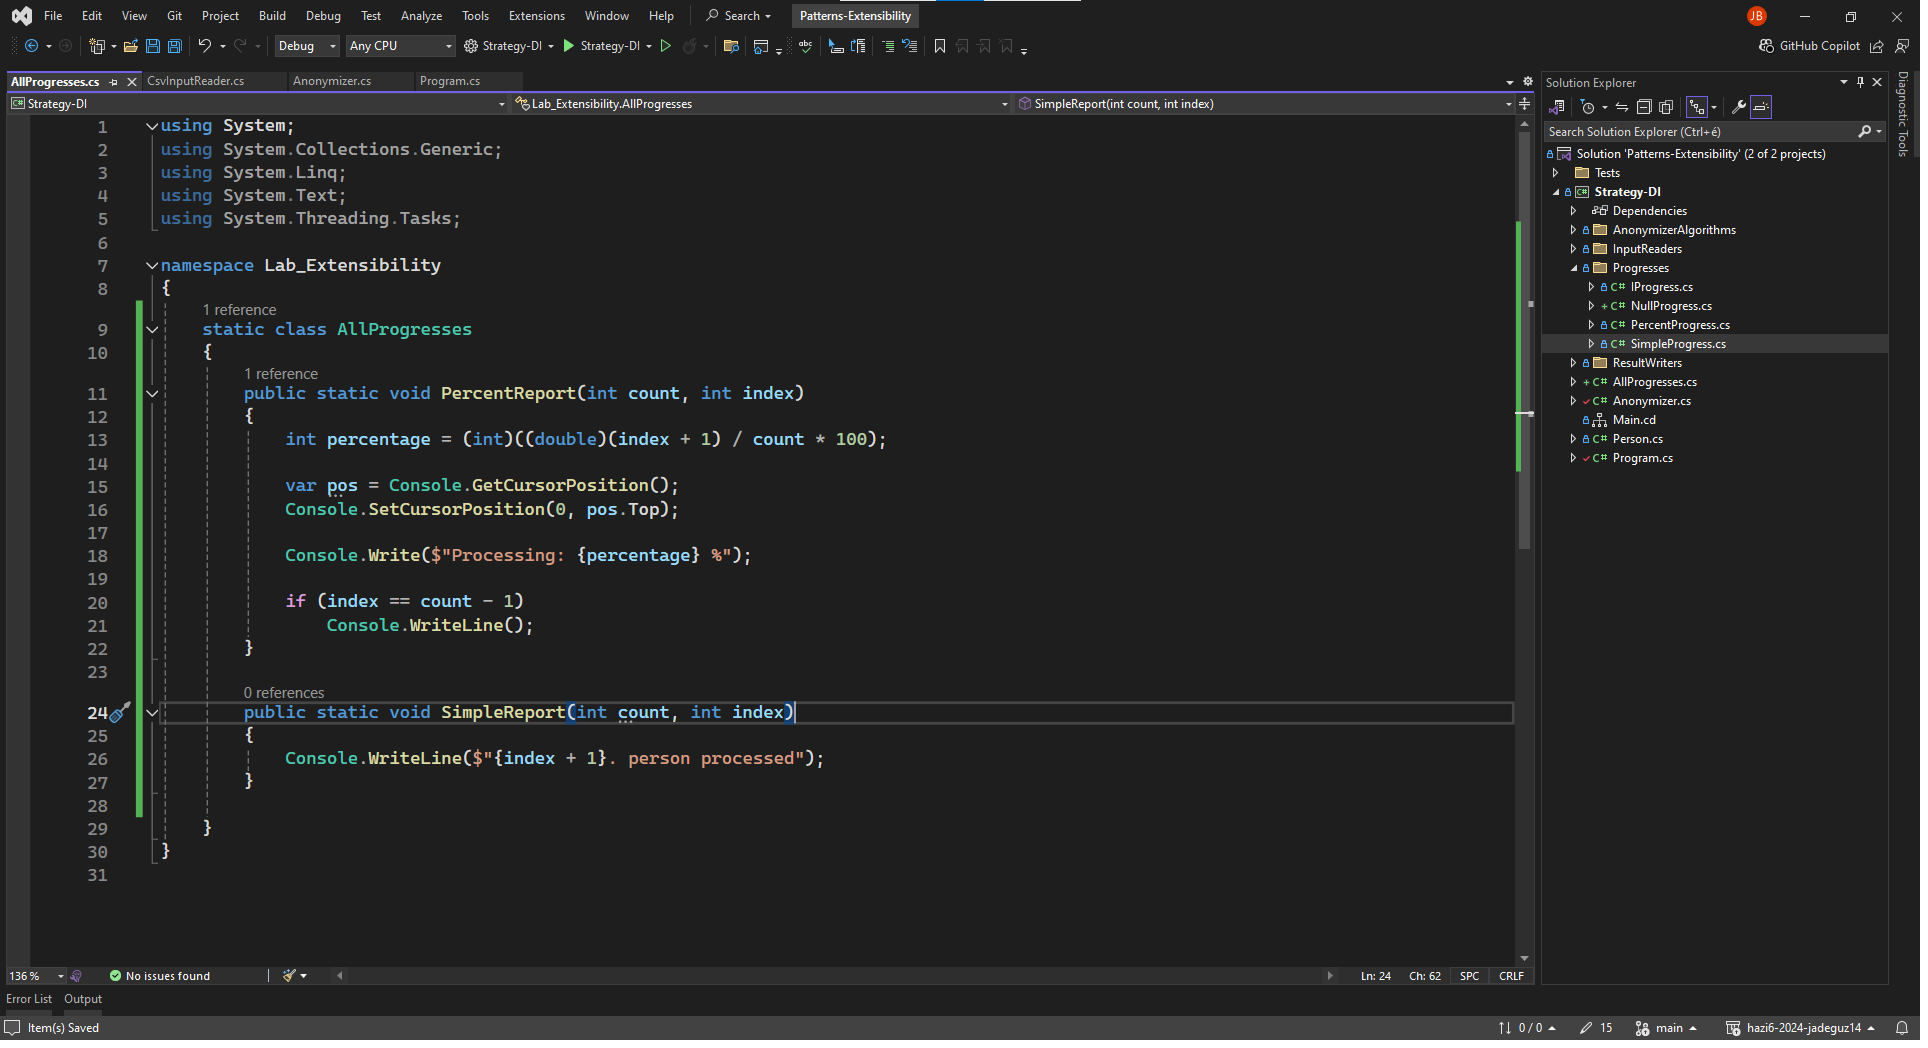 File Edit View Git Project Build Debug Test Analyze Tools Extensions Window Help Search Patterns-Extensibility JB
Debug Any CPU Strategy-DI Strategy-DI GitHub Copilot
AllProgresses.cs CsvInputReader.cs Anonymizer.cs Program.cs
Strategy-DI Lab_Extensibility.AllProgresses SimpleReport(int count, int index)
1 using System;
2 using System.Collections.Generic;
3 using System.Linq;
4 using System.Text;
5 using System.Threading.Tasks;
6
7 namespace Lab_Extensibility
8 {
1 reference
9 static class AllProgresses
10 {
1 reference
11 public static void PercentReport(int count, int index)
12 {
13 int percentage = (int)((double)(index + 1) / count * 100);
14
15 var pos = Console.GetCursorPosition();
16 Console.SetCursorPosition(0, pos.Top);
17
18 Console.Write($"Processing: {percentage} %");
19
20 if (index == count - 1)
21 Console.WriteLine();
22 }
23
0 references
24 public static void SimpleReport(int count, int index)
25 {
26 Console.WriteLine($"{index + 1}. person processed");
27 }
28
29 }
30 }
31
136 % No issues found Ln: 24 Ch: 62 SPC CRLF
Error List Output
Item(s) Saved 0 / 0 15 main hazi6-2024-jadeguz14
Solution Explorer
Search Solution Explorer (Ctrl+é)
Solution 'Patterns-Extensibility' (2 of 2 projects)
Tests
Strategy-DI
Dependencies
AnonymizerAlgorithms
InputReaders
Progresses
C# IProgress.cs
+ C# NullProgress.cs
C# PercentProgress.cs
C# SimpleProgress.cs
ResultWriters
+ C# AllProgresses.cs
C# Anonymizer.cs
Main.cd
C# Person.cs
C# Program.cs
Diagnostic Tools